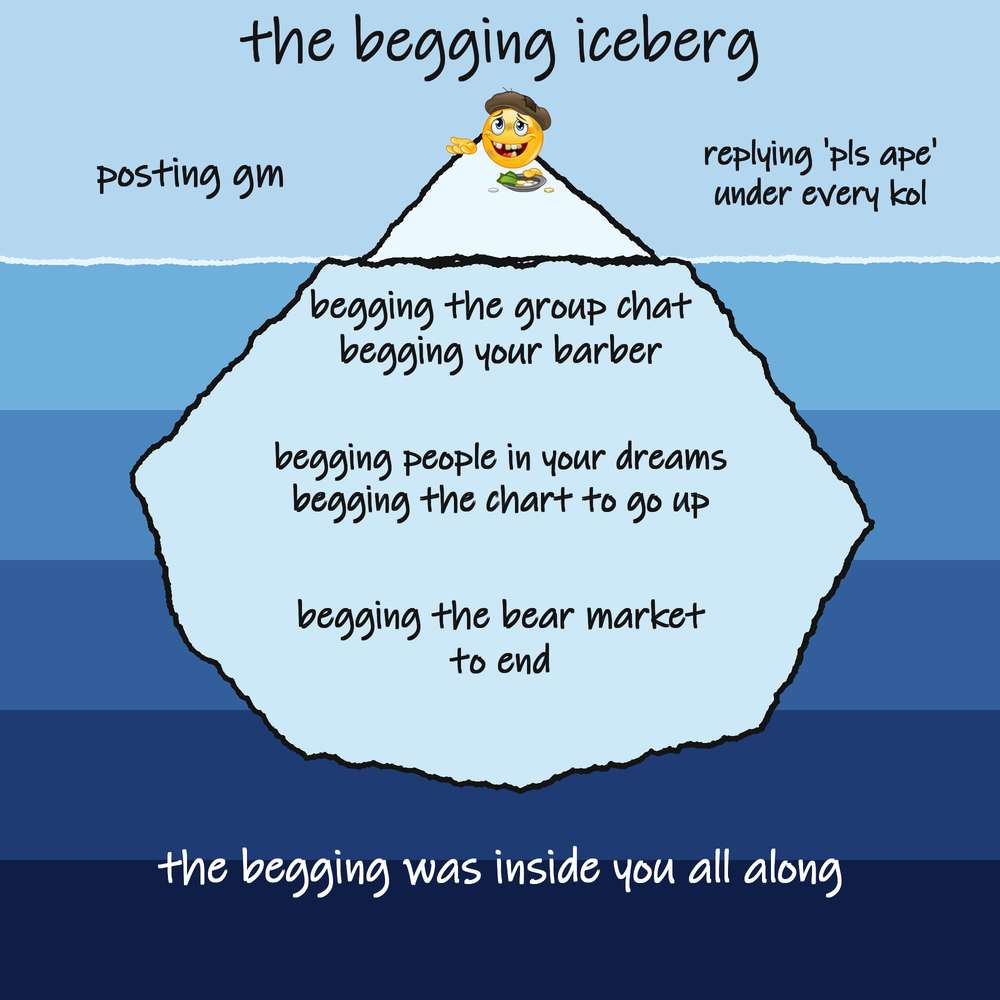 the begging iceberg
posting gm
replying 'pls ape'
under every kol
begging the group chat
begging your barber
begging people in your dreams
begging the chart to go up
begging the bear market
to end
the begging was inside you all along